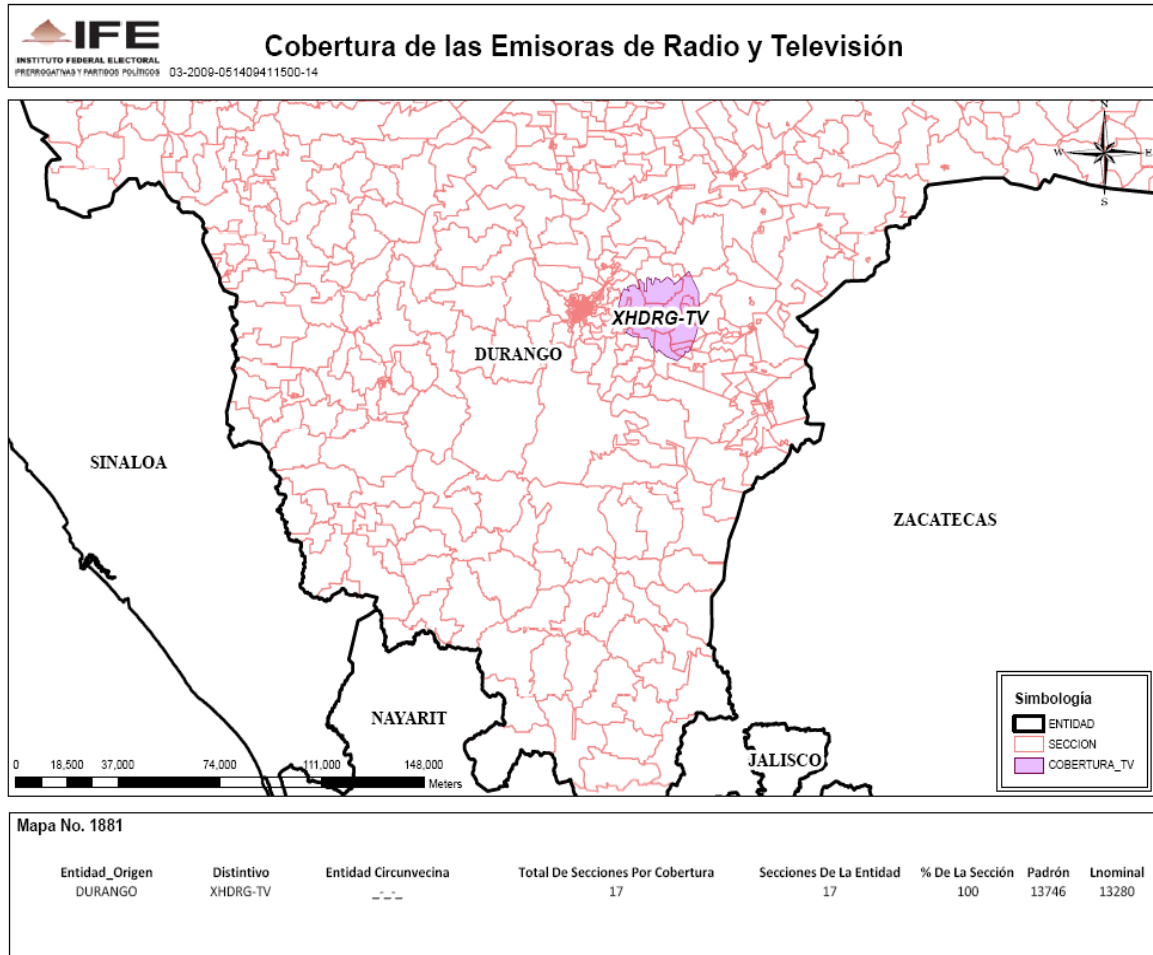 IFE
INSTITUTO FEDERAL ELECTORAL
PRERROGATIVAS Y PARTIDOS POLÍTICOS
03-2009-051409411500-14
Cobertura de las Emisoras de Radio y Televisión
N
W E
S
XHDRG-TV
DURANGO
SINALOA
ZACATECAS
NAYARIT
JALISCO
0 18,500 37,000 74,000 111,000 148,000
Meters
Simbología
ENTIDAD
SECCION
COBERTURA_TV
Mapa No. 1881
Entidad_Origen Distintivo Entidad Circunvecina Total De Secciones Por Cobertura Secciones De La Entidad % De La Sección Padrón Lnominal
DURANGO XHDRG-TV _-_-_ 17 17 100 13746 13280